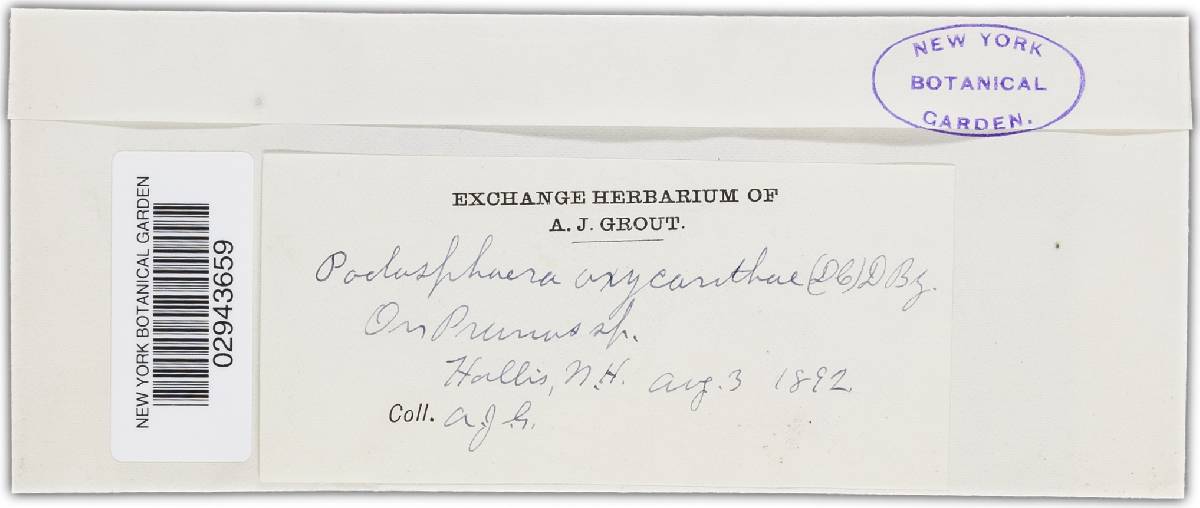 NEW YORK
BOTANICAL
GARDEN.
NEW YORK BOTANICAL GARDEN
02943659
EXCHANGE HERBARIUM OF
A. J. GROUT.
Podosphaera oxycanthae (DC) DBy.
On Prunus sp.
Hollis, N.H. Aug. 3 1892
Coll. A.J.G.